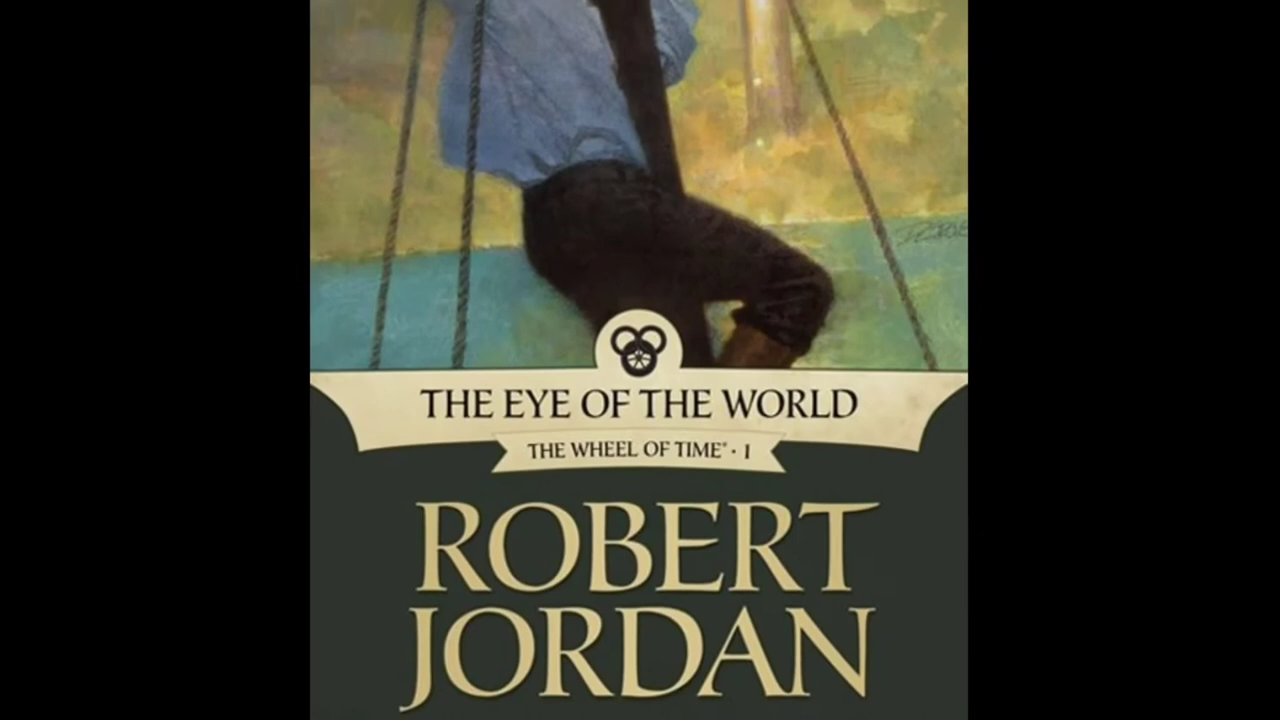 THE EYE OF THE WORLD
THE WHEEL OF TIME® · I
ROBERT
JORDAN